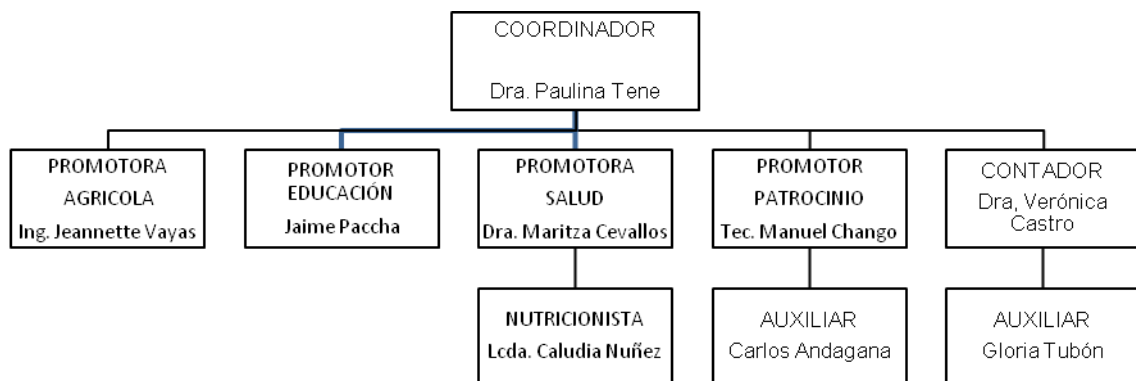 COORDINADOR
Dra. Paulina Tene
PROMOTORA
AGRICOLA
Ing. Jeannette Vayas
PROMOTOR
EDUCACIÓN
Jaime Paccha
PROMOTORA
SALUD
Dra. Maritza Cevallos
PROMOTOR
PATROCINIO
Tec. Manuel Chango
CONTADOR
Dra, Verónica
Castro
NUTRICIONISTA
Lcda. Caludia Nuñez
AUXILIAR
Carlos Andagana
AUXILIAR
Gloria Tubón